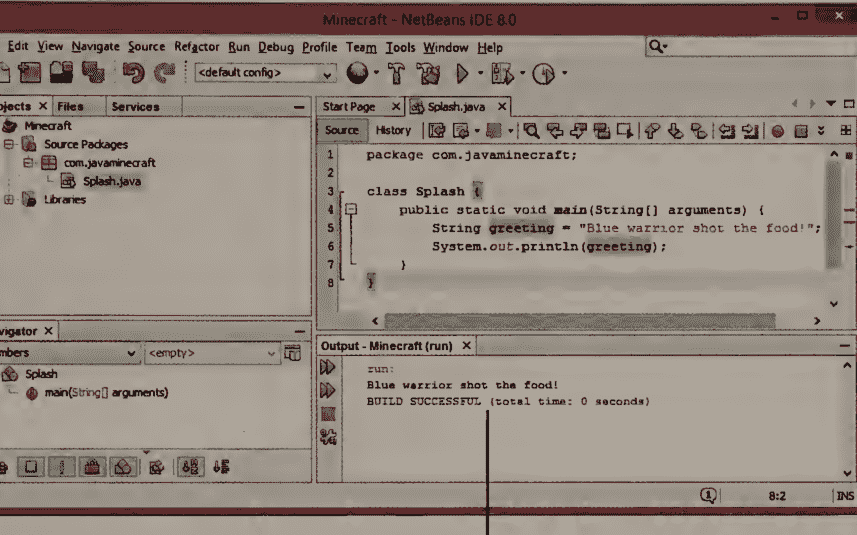 Minecraft - NetBeans IDE 8.0
Edit View Navigate Source Refactor Run Debug Profile Team Tools Window Help
<default config>
ojects Files Services
Minecraft
Source Packages
com.javaminecraft
Splash.java
Libraries
Start Page Splash.java
Source History
1 package com.javaminecraft;
2
3 class Splash {
4 public static void main(String[] arguments) {
5 String greeting = "Blue warrior shot the food!";
6 System.out.println(greeting);
7 }
8 }
vigator
mbers <empty>
Splash
main(String[] arguments)
Output - Minecraft (run)
run:
Blue warrior shot the food!
BUILD SUCCESSFUL (total time: 0 seconds)
1 8:2 INS